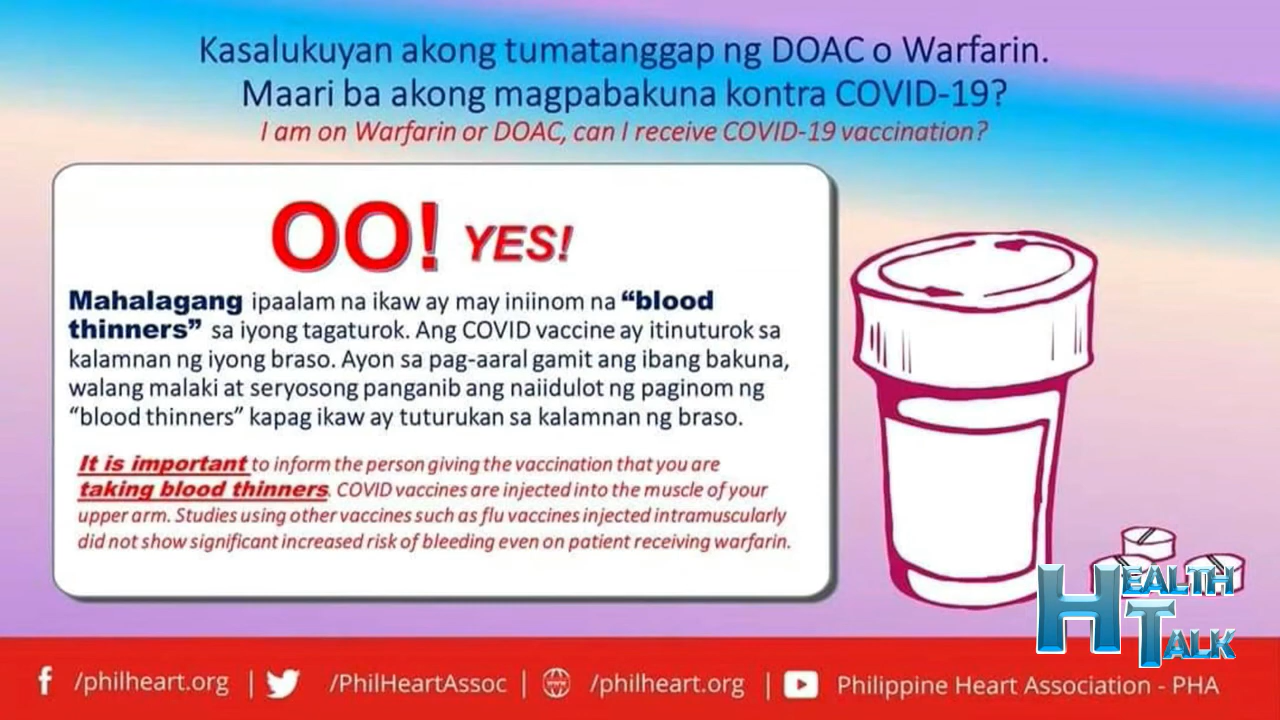 Kasalukuyan akong tumatanggap ng DOAC o Warfarin.
Maari ba akong magpabakuna kontra COVID-19?
I am on Warfarin or DOAC, can I receive COVID-19 vaccination?
OO! YES!
Mahalagang ipaalam na ikaw ay may iniinom na “blood
thinners” sa iyong tagaturok. Ang COVID vaccine ay itinuturok sa
kalamnan ng iyong braso. Ayon sa pag-aaral gamit ang ibang bakuna,
walang malaki at seryosong panganib ang naiidulot ng paginom ng
“blood thinners” kapag ikaw ay tuturukan sa kalamnan ng braso.
It is important to inform the person giving the vaccination that you are
taking blood thinners. COVID vaccines are injected into the muscle of your
upper arm. Studies using other vaccines such as flu vaccines injected intramuscularly
did not show significant increased risk of bleeding even on patient receiving warfarin.
HEALTH
TALK
/philheart.org | /PhilHeartAssoc | www /philheart.org | Philippine Heart Association - PHA